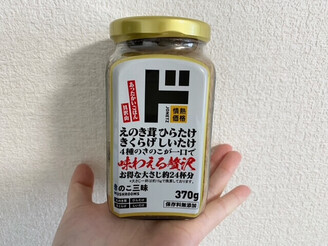 ド
情熱
価格
えのき茸 ひらたけ
きくらげ しいたけ
4種のきのこが一口で
味わえる贅沢
お得な大さじ約24杯分
きのこ三昧
370g
保存料無添加